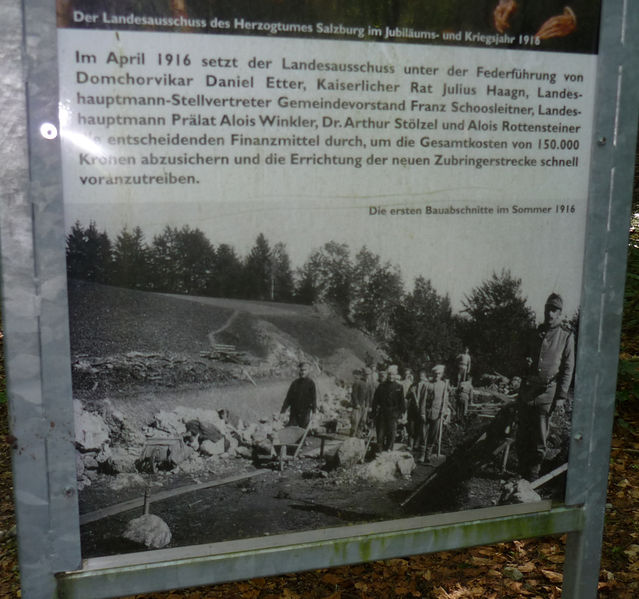 Der Landesausschuss des Herzogtumes Salzburg im Jubiläums- und Kriegsjahr 1916
Im April 1916 setzt der Landesausschuss unter der Federführung von
Domchorvikar Daniel Etter, Kaiserlicher Rat Julius Haagn, Landes-
hauptmann-Stellvertreter Gemeindevorstand Franz Schoosleitner, Landes-
hauptmann Prälat Alois Winkler, Dr. Arthur Stölzel und Alois Rottensteiner
entscheidenden Finanzmittel durch, um die Gesamtkosten von 150.000
Kronen abzusichern und die Errichtung der neuen Zubringerstrecke schnell
voranzutreiben.
Die ersten Bauabschnitte im Sommer 1916